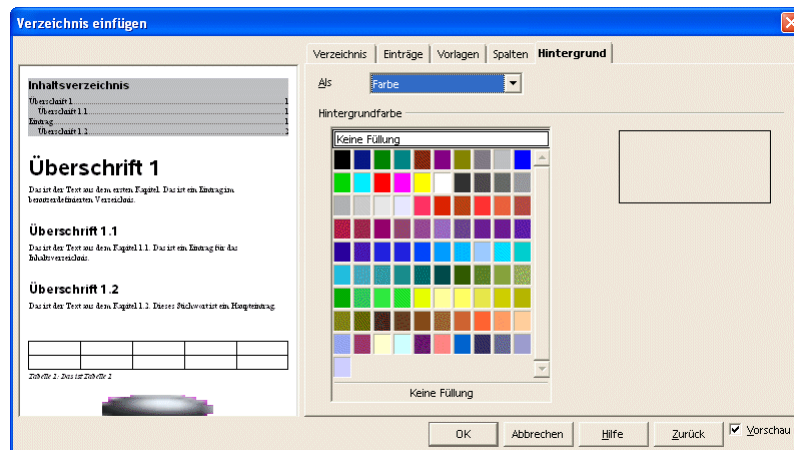 Verzeichnis einfügen
Verzeichnis Einträge Vorlagen Spalten Hintergrund
Als Farbe
Hintergrundfarbe
Keine Füllung
Keine Füllung
Inhaltsverzeichnis
Überschrift 1 1
Überschrift 1.1 1
Eintrag 1
Überschrift 1.2 2
Überschrift 1
Das ist der Text aus dem ersten Kapitel. Das ist ein Eintrag im
benutzerdefinierten Verzeichnis.
Überschrift 1.1
Das ist der Text aus dem Kapitel 1.1. Das ist ein Eintrag für das
Inhaltsverzeichnis.
Überschrift 1.2
Das ist der Text aus dem Kapitel 1.2. Dieses Stichwort ist ein Haupteintrag.
Tabelle 1: Das ist Tabelle 1
OK Abbrechen Hilfe Zurück Vorschau